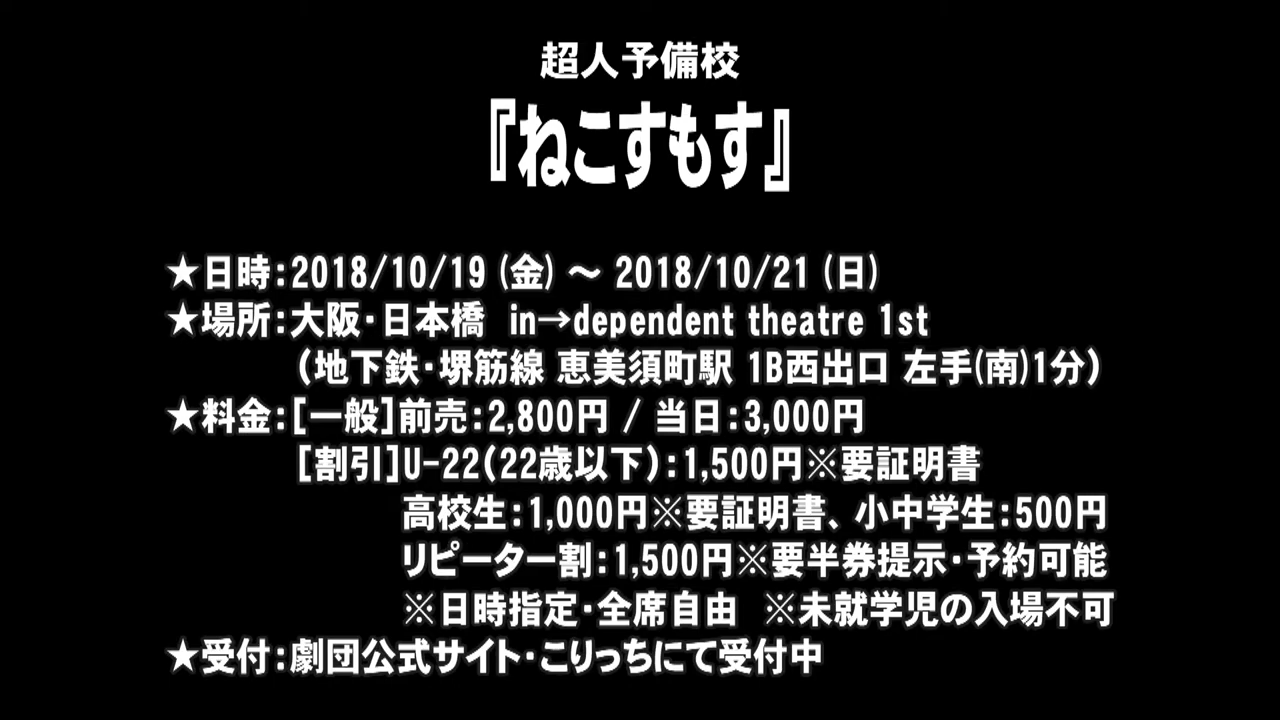 超人予備校
『ねこすもす』
★日時：2018/10/19 (金) ～ 2018/10/21 (日)
★場所：大阪・日本橋　in→dependent theatre 1st
（地下鉄・堺筋線 恵美須町駅 1B西出口 左手(南)1分）
★料金：[一般]前売：2,800円 / 当日：3,000円
[割引]U-22(22歳以下)：1,500円※要証明書
高校生：1,000円※要証明書、小中学生：500円
リピーター割：1,500円※要半券提示・予約可能
※日時指定・全席自由　※未就学児の入場不可
★受付：劇団公式サイト・こりっちにて受付中